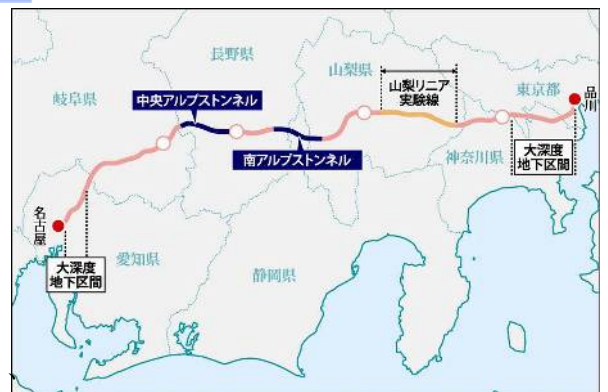 長野県
山梨県
岐阜県
中央アルプストンネル
山梨リニア
実験線
東京都
品川
南アルプストンネル
神奈川県
大深度
地下区間
名古屋
愛知県
大深度
地下区間
静岡県